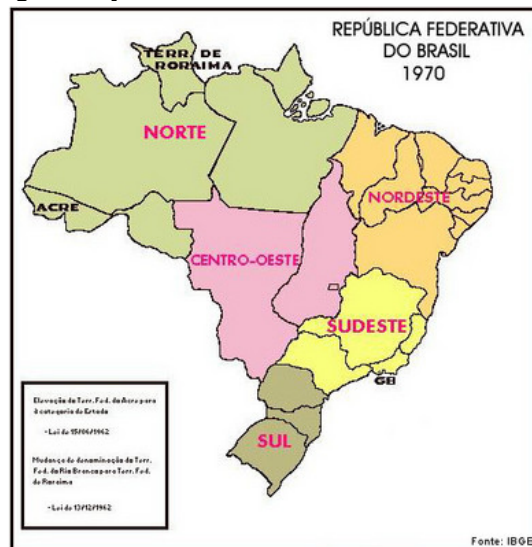 REPÚBLICA FEDERATIVA
DO BRASIL
1970
TERR. DE
RORAIMA
NORTE
ACRE
NORDESTE
CENTRO-OESTE
SUDESTE
GB
SUL
Elevação do Terr. Fed. do Acre para
à categoria de Estado
- Lei de 15/06/1962
Mudança de denominação do Terr.
Fed. do Rio Branco para Terr. Fed.
de Roraima
- Lei de 13/12/1962
Fonte: IBGE